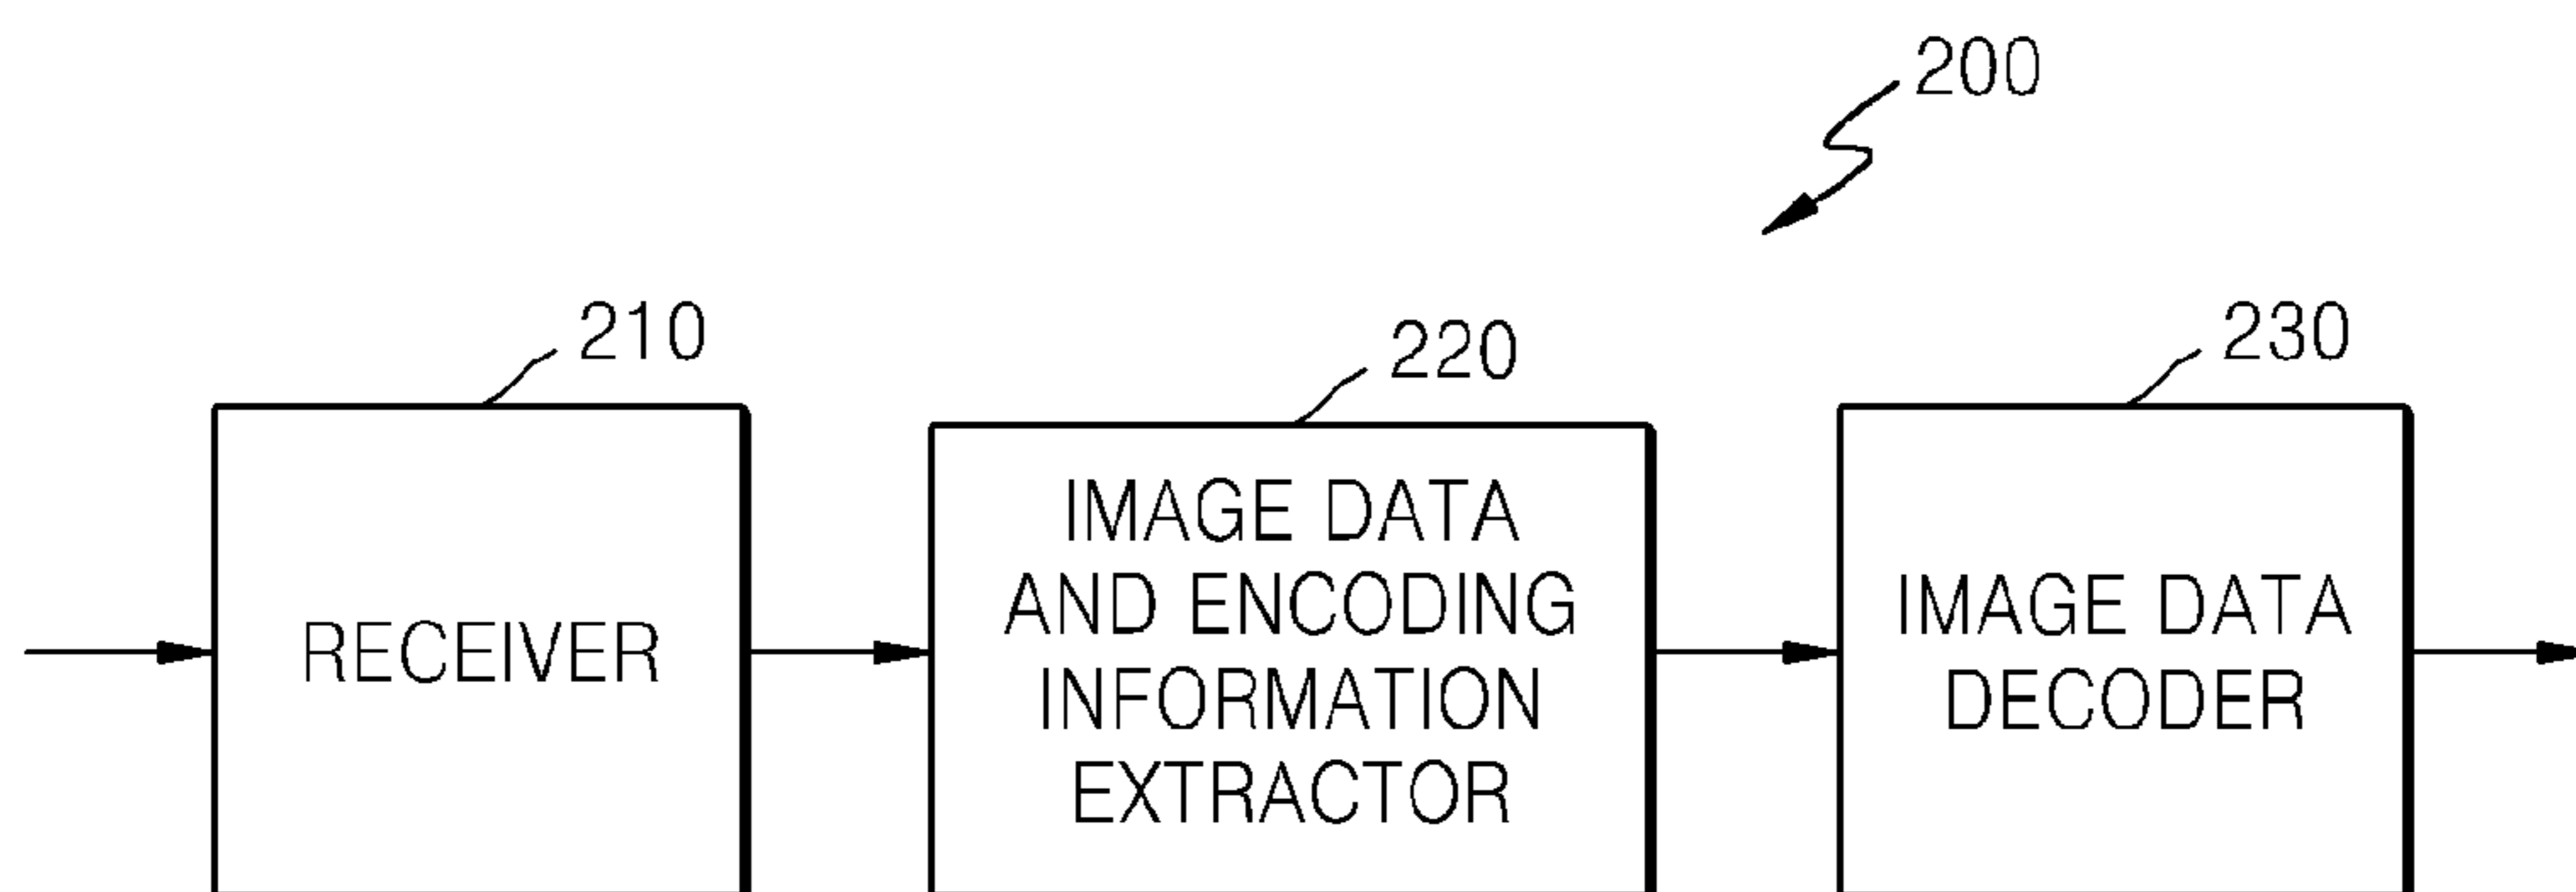 200
210
220
230
RECEIVER
IMAGE DATA
AND ENCODING
INFORMATION
EXTRACTOR
IMAGE DATA
DECODER